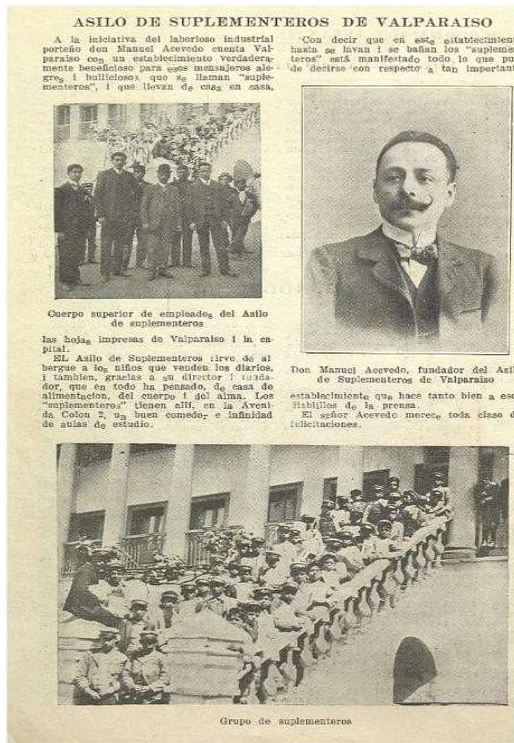 ASILO DE SUPLEMENTEROS DE VALPARAISO
A la iniciativa del laborioso industrial
porteño don Manuel Acevedo cuenta Val-
paraiso con un establecimiento verdadera-
mente beneficioso para esos mensajeros ale-
gres i bulliciosos que se llaman "suple-
menteros", i que llevan de casa en casa,
Cuerpo superior de empleados del Asilo
de suplementeros
las hojas impresas de Valparaiso i la ca-
pital.
EL Asilo de Suplementeros sirve de al
bergue a los niños que venden los diarios,
i tambien, gracias a su director i funda-
dor, que en todo ha pensado, de casa de
alimentacion, del cuerpo i del alma. Los
"suplementeros" tienen allí, en la Aveni-
da Colon 2, un buen comedor e infinidad
de aulas de estudio.
Con decir que en este establecimien
hasta se lavan i se bañan los "supleme
teros" está manifestado todo lo que pu
de decirse con respecto a tan important
Don Manuel Acevedo, fundador del Asil
de Suplementeros de Valparaiso
establecimiento que hace tanto bien a eso
diablillos de la prensa.
El señor Acevedo merece toda clase d
felicitaciones.
Grupo de suplementeros